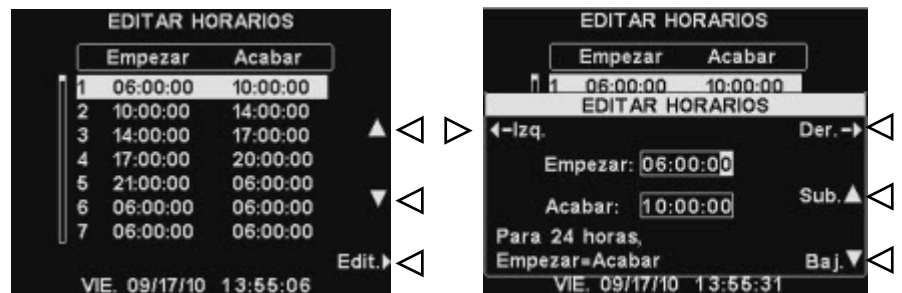 EDITAR HORARIOS
Empezar Acabar
1 06:00:00 10:00:00
2 10:00:00 14:00:00
3 14:00:00 17:00:00
4 17:00:00 20:00:00
5 21:00:00 06:00:00
6 06:00:00 06:00:00
7 06:00:00 06:00:00
Edit.
VIE. 09/17/10 13:55:06
EDITAR HORARIOS
Empezar Acabar
1 06:00:00 10:00:00
EDITAR HORARIOS
-Izq. Der.-
Empezar: 06:00:00
Sub.
Acabar: 10:00:00
Para 24 horas,
Empezar=Acabar Baj.
VIE. 09/17/10 13:55:31